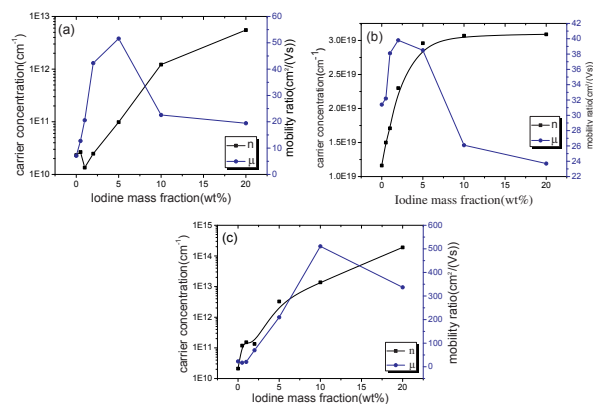 (a)
1E13
1E12
1E11
1E10
carrier concentration(cm⁻¹)
60
50
40
30
20
10
0
mobility ratio(cm²/(Vs))
n
μ
0 5 10 15 20
Iodine mass fraction(wt%)
(b)
3.0E19
2.5E19
2.0E19
1.5E19
1.0E19
carrier concentration(cm⁻¹)
42
40
38
36
34
32
30
28
26
24
22
mobility ratio(cm²/(Vs))
n
μ
0 5 10 15 20
Iodine mass fraction(wt%)
(c)
1E15
1E14
1E13
1E12
1E11
1E10
carrier concentration(cm⁻¹)
600
500
400
300
200
100
0
mobility ratio(cm²/(Vs))
n
μ
0 5 10 15 20
Iodine mass fraction(wt%)